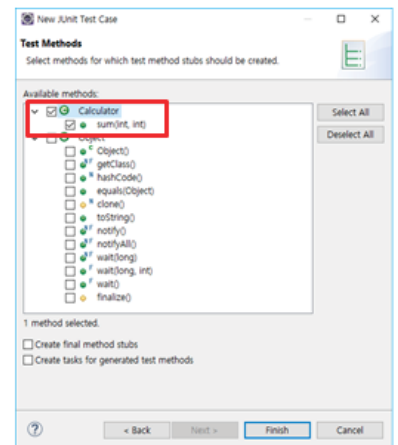 New JUnit Test Case
Test Methods
Select methods for which test method stubs should be created.
Available methods:
Calculator
sum(int, int)
Object
Object()
getClass()
hashCode()
equals(Object)
clone()
toString()
notify()
notifyAll()
wait(long)
wait(long, int)
wait()
finalize()
Select All
Deselect All
1 method selected.
Create final method stubs
Create tasks for generated test methods
< Back Next > Finish Cancel